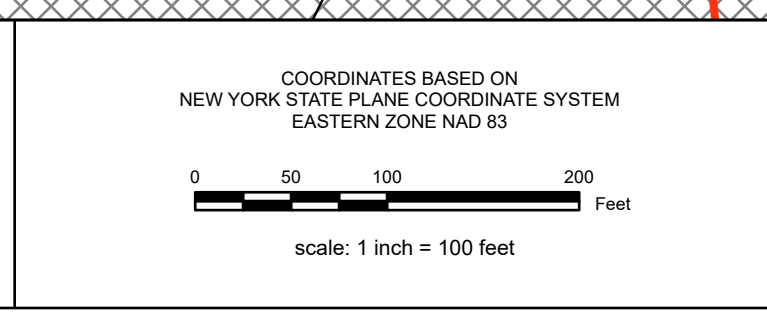 COORDINATES BASED ON
NEW YORK STATE PLANE COORDINATE SYSTEM
EASTERN ZONE NAD 83
0 50 100 200
Feet
scale: 1 inch = 100 feet